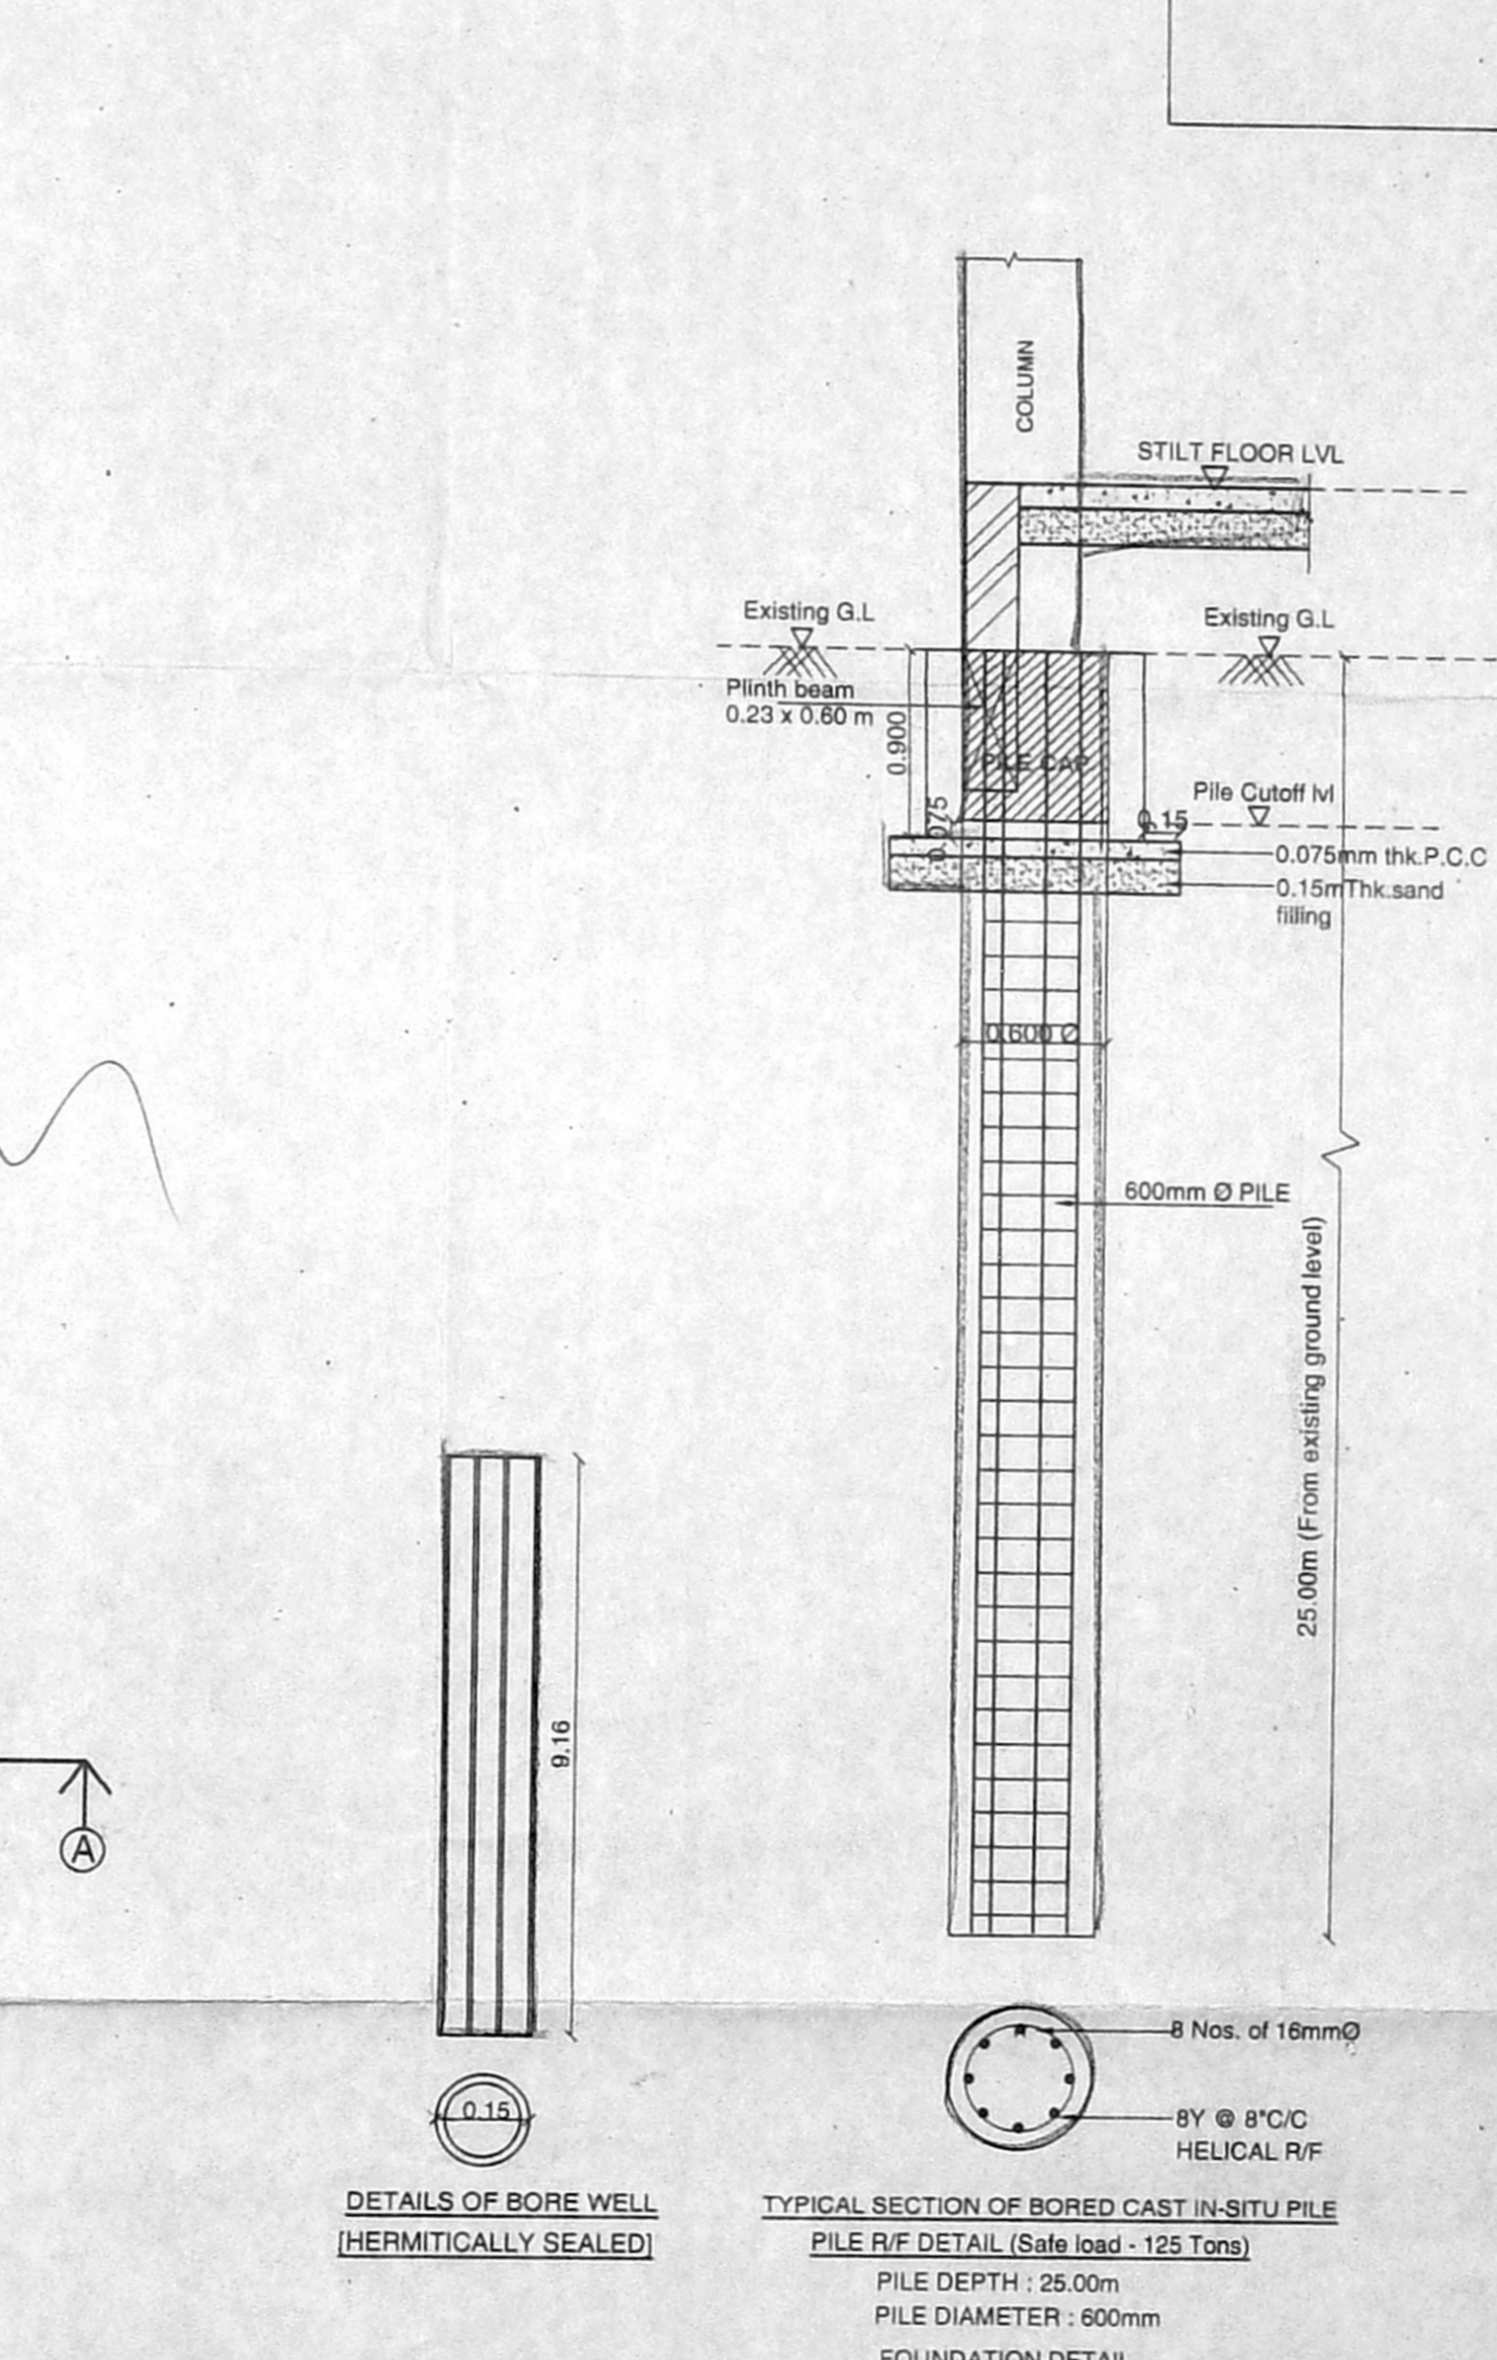 COLUMN
STILT FLOOR LVL
Existing G.L
Existing G.L
Plinth beam
0.23 x 0.60 m
0.900
PILE CAP
Pile Cutoff lvl
0.075
0.15
0.075mm thk.P.C.C
0.15mThk.sand
filling
0.600 Ø
600mm Ø PILE
25.00m (From existing ground level)
9.16
A
8 Nos. of 16mmØ
0.15
8Y @ 8"C/C
HELICAL R/F
DETAILS OF BORE WELL
[HERMITICALLY SEALED]
TYPICAL SECTION OF BORED CAST IN-SITU PILE
PILE R/F DETAIL (Safe load - 125 Tons)
PILE DEPTH : 25.00m
PILE DIAMETER : 600mm
FOUNDATION DETAIL